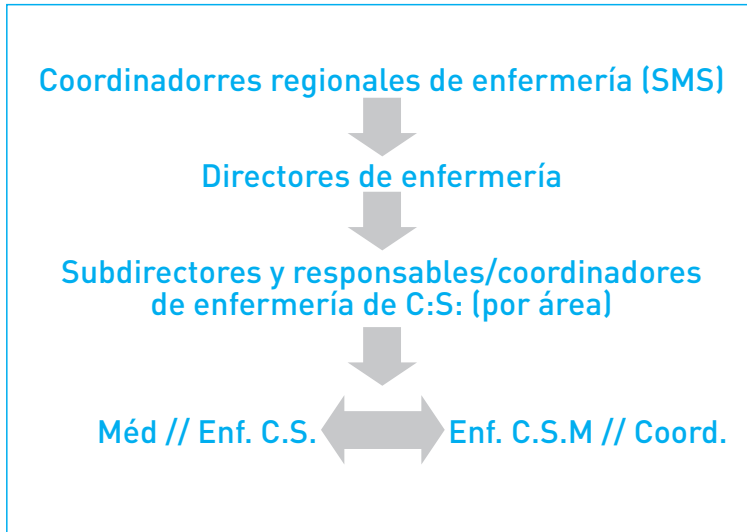 Coordinadorres regionales de enfermería (SMS)
Directores de enfermería
Subdirectores y responsables/coordinadores
de enfermería de C:S: (por área)
Méd // Enf. C.S. Enf. C.S.M // Coord.